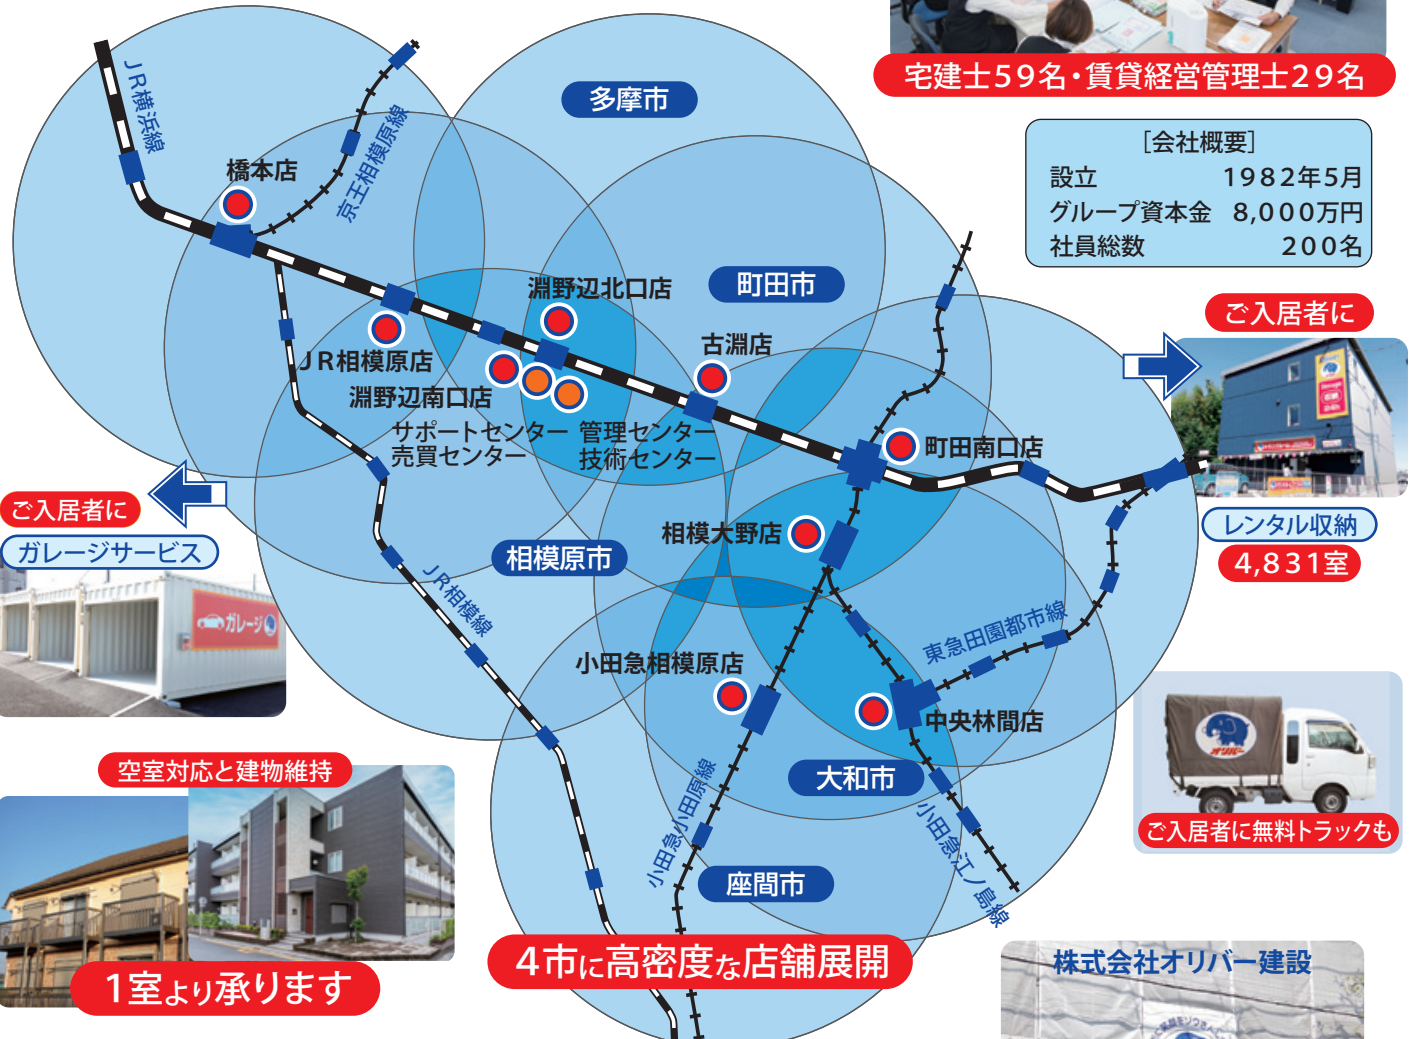 宅建士59名・賃貸経営管理士29名
［会社概要］
設立 1982年5月
グループ資本金 8,000万円
社員総数 200名
多摩市
JR横浜線
京王相模原線
橋本店
町田市
淵野辺北口店
古淵店
JR相模原店
淵野辺南口店
サポートセンター
売買センター
管理センター
技術センター
町田南口店
ご入居者に
レンタル収納
4,831室
ご入居者に
ガレージサービス
ガレージ
相模原市
相模大野店
JR相模線
東急田園都市線
小田急相模原店
中央林間店
大和市
小田急小田原線
小田急江ノ島線
座間市
オリバー
ご入居者に無料トラックも
空室対応と建物維持
1室より承ります
4市に高密度な店舗展開
株式会社オリバー建設